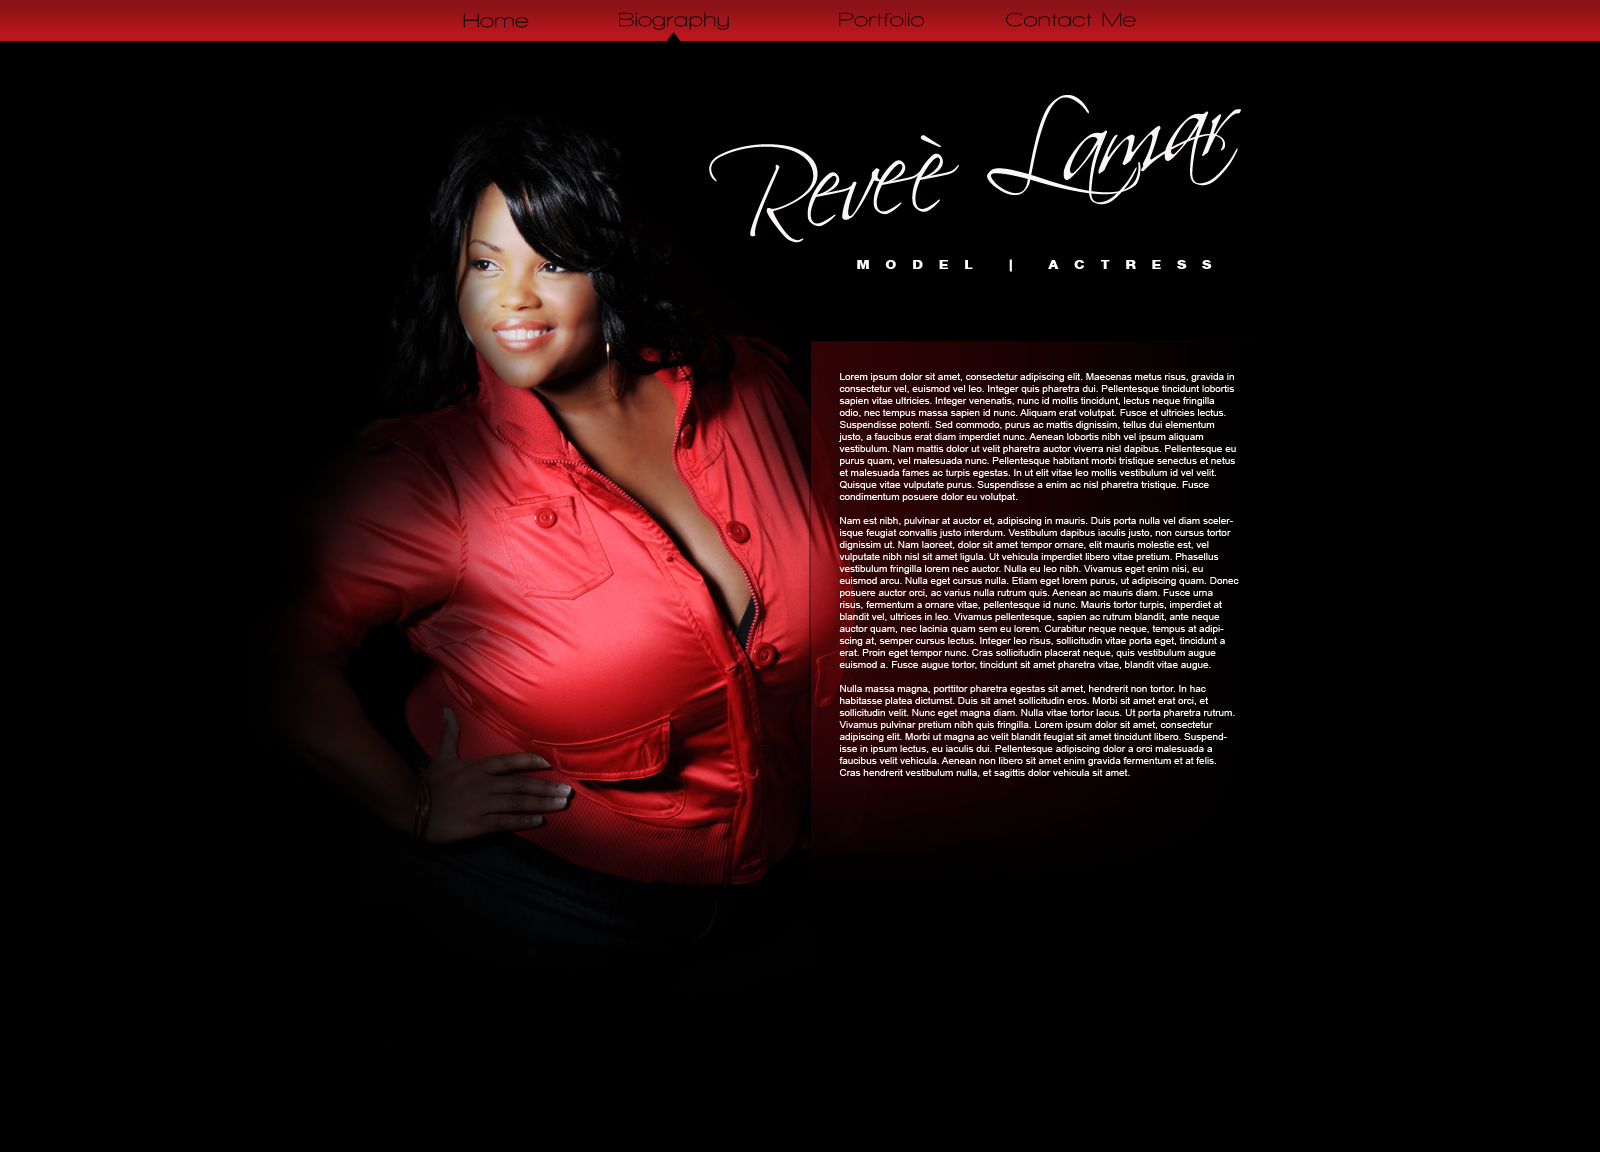 Home Biography Portfolio Contact Me
Reveè Lamar
MODEL | ACTRESS
Lorem ipsum dolor sit amet, consectetur adipiscing elit. Maecenas metus risus, gravida in
consectetur vel, euismod vel leo. Integer quis pharetra dui. Pellentesque tincidunt lobortis
sapien vitae ultricies. Integer venenatis, nunc id mollis tincidunt, lectus neque fringilla
odio, nec tempus massa sapien id nunc. Aliquam erat volutpat. Fusce et ultricies lectus.
Suspendisse potenti. Sed commodo, purus ac mattis dignissim, tellus dui elementum
justo, a faucibus erat diam imperdiet nunc. Aenean lobortis nibh vel ipsum aliquam
vestibulum. Nam mattis dolor ut velit pharetra auctor viverra nisl dapibus. Pellentesque eu
purus quam, vel malesuada nunc. Pellentesque habitant morbi tristique senectus et netus
et malesuada fames ac turpis egestas. In ut elit vitae leo mollis vestibulum id vel velit.
Quisque vitae vulputate purus. Suspendisse a enim ac nisl pharetra tristique. Fusce
condimentum posuere dolor eu volutpat.
Nam est nibh, pulvinar at auctor et, adipiscing in mauris. Duis porta nulla vel diam sceler-
isque feugiat convallis justo interdum. Vestibulum dapibus iaculis justo, non cursus tortor
dignissim ut. Nam laoreet, dolor sit amet tempor ornare, elit mauris molestie est, vel
vulputate nibh nisl sit amet ligula. Ut vehicula imperdiet libero vitae pretium. Phasellus
vestibulum fringilla lorem nec auctor. Nulla eu leo nibh. Vivamus eget enim nisi, eu
euismod arcu. Nulla eget cursus nulla. Etiam eget lorem purus, ut adipiscing quam. Donec
posuere auctor orci, ac varius nulla rutrum quis. Aenean ac mauris diam. Fusce urna
risus, fermentum a ornare vitae, pellentesque id nunc. Mauris tortor turpis, imperdiet at
blandit vel, ultrices in leo. Vivamus pellentesque, sapien ac rutrum blandit, ante neque
auctor quam, nec lacinia quam sem eu lorem. Curabitur neque neque, tempus at adipi-
scing at, semper cursus lectus. Integer leo risus, sollicitudin vitae porta eget, tincidunt a
erat. Proin eget tempor nunc. Cras sollicitudin placerat neque, quis vestibulum augue
euismod a. Fusce augue tortor, tincidunt sit amet pharetra vitae, blandit vitae augue.
Nulla massa magna, porttitor pharetra egestas sit amet, hendrerit non tortor. In hac
habitasse platea dictumst. Duis sit amet sollicitudin eros. Morbi sit amet erat orci, et
sollicitudin velit. Nunc eget magna diam. Nulla vitae tortor lacus. Ut porta pharetra rutrum.
Vivamus pulvinar pretium nibh quis fringilla. Lorem ipsum dolor sit amet, consectetur
adipiscing elit. Morbi ut magna ac velit blandit feugiat sit amet tincidunt libero. Suspend-
isse in ipsum lectus, eu iaculis dui. Pellentesque adipiscing dolor a orci malesuada a
faucibus velit vehicula. Aenean non libero sit amet enim gravida fermentum et at felis.
Cras hendrerit vestibulum nulla, et sagittis dolor vehicula sit amet.